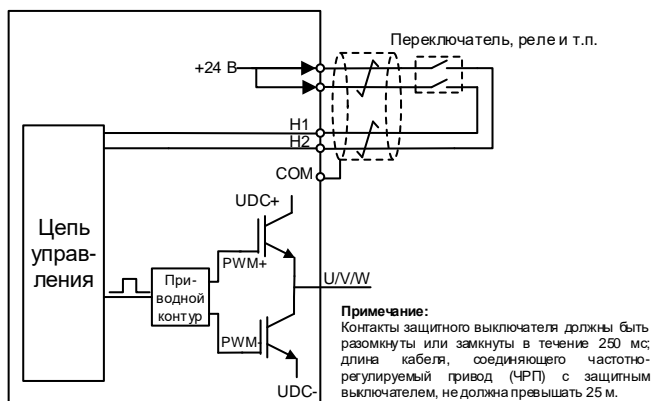 Переключатель, реле и т.п.
+24 В
H1
H2
COM
UDC+
Цепь
управ-
ления
PWM+
При-
водной
контур
U/V/W
PWM-
UDC-
Примечание:
Контакты защитного выключателя должны быть
разомкнуты или замкнуты в течение 250 мс;
длина кабеля, соединяющего частотно-
регулируемый привод (ЧРП) с защитным
выключателем, не должна превышать 25 м.